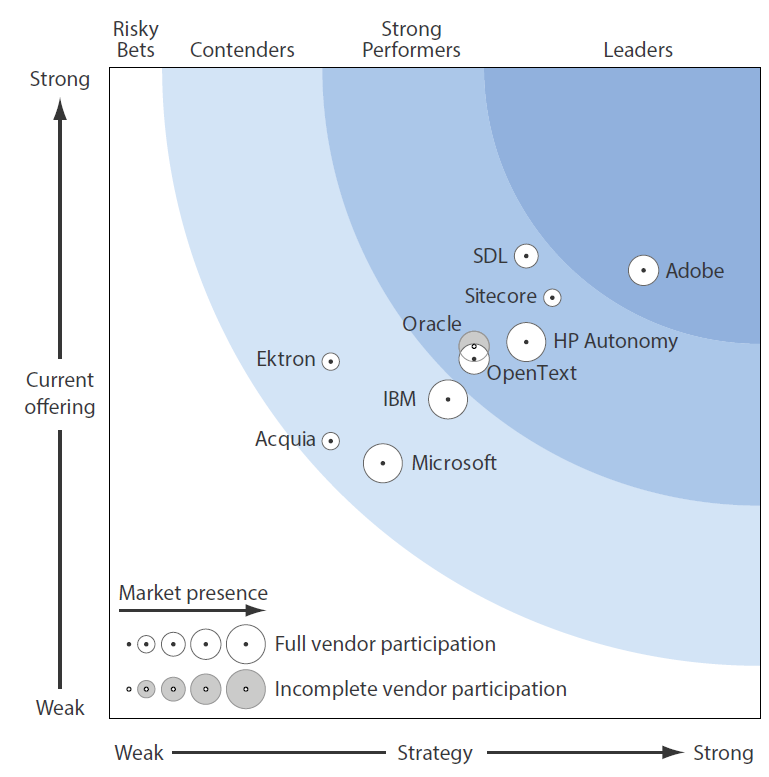 Risky
Bets
Contenders
Strong
Performers
Leaders
Strong
SDL
Adobe
Sitecore
Oracle
HP Autonomy
Ektron
OpenText
Current
offering
IBM
Acquia
Microsoft
Market presence
Full vendor participation
Incomplete vendor participation
Weak
Weak
Strategy
Strong